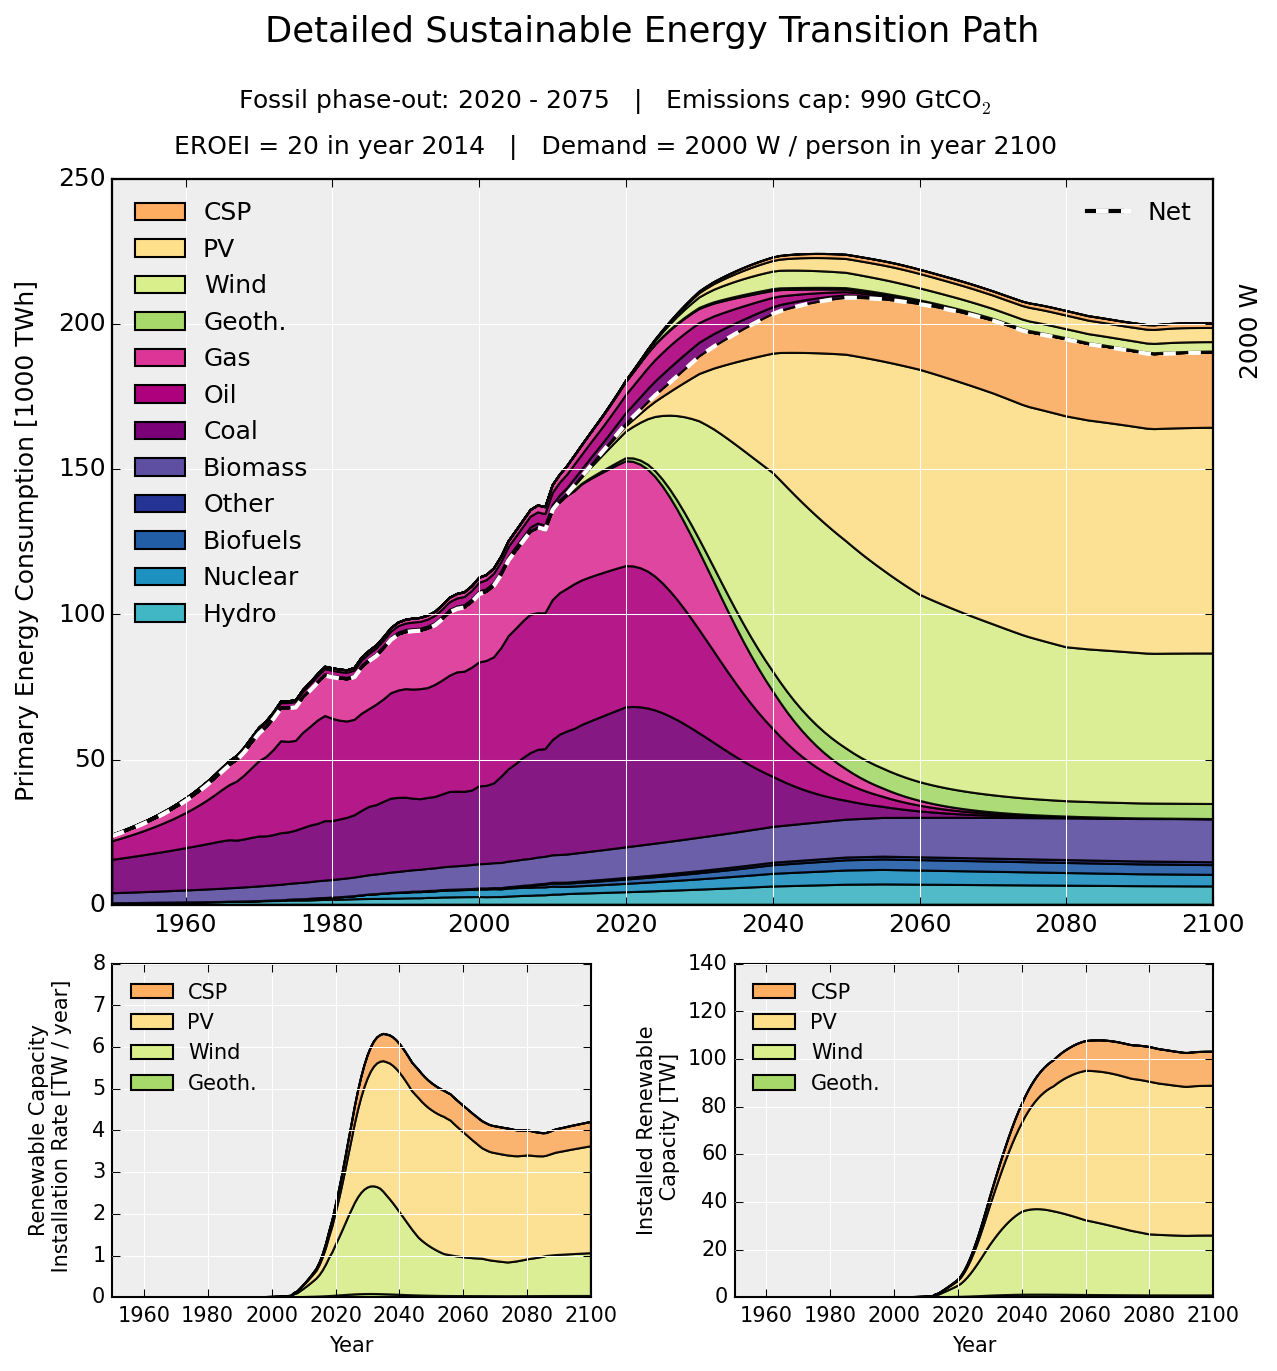 Detailed Sustainable Energy Transition Path
Fossil phase-out: 2020 - 2075 | Emissions cap: 990 GtCO₂
EROEI = 20 in year 2014 | Demand = 2000 W / person in year 2100
Primary Energy Consumption [1000 TWh]
250
200
150
100
50
0
CSP
PV
Wind
Geoth.
Gas
Oil
Coal
Biomass
Other
Biofuels
Nuclear
Hydro
Net
2000 W
1960 1980 2000 2020 2040 2060 2080 2100
Renewable Capacity
Installation Rate [TW / year]
8
7
6
5
4
3
2
1
0
CSP
PV
Wind
Geoth.
1960 1980 2000 2020 2040 2060 2080 2100
Year
Installed Renewable
Capacity [TW]
140
120
100
80
60
40
20
0
CSP
PV
Wind
Geoth.
1960 1980 2000 2020 2040 2060 2080 2100
Year